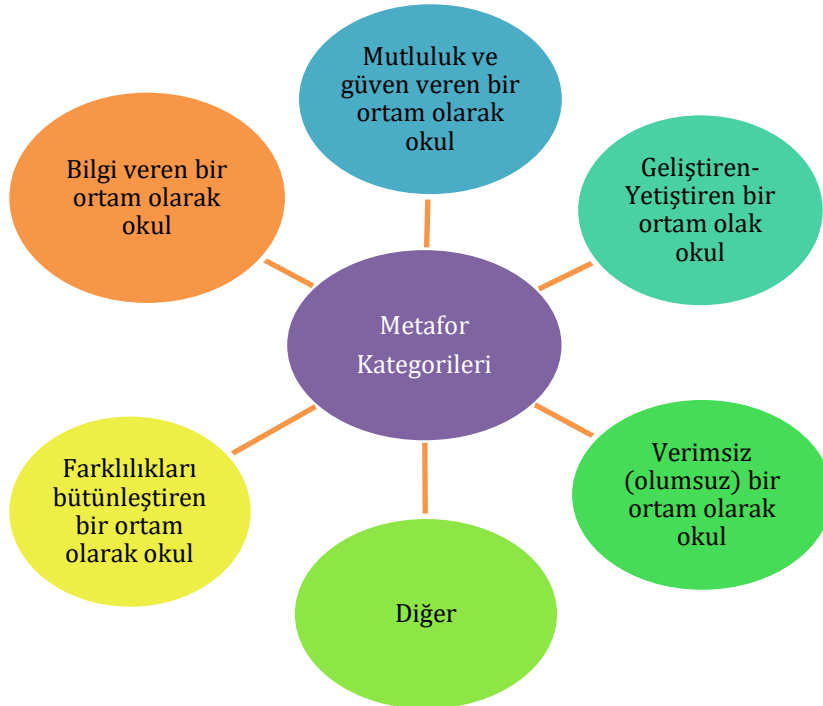 Mutluluk ve
güven veren bir
ortam olarak
okul
Geliştiren-
Yetiştiren bir
ortam olak
okul
Verimsiz
(olumsuz) bir
ortam olarak
okul
Diğer
Farklılıkları
bütünleştiren
bir ortam
olarak okul
Bilgi veren bir
ortam olarak
okul
Metafor
Kategorileri